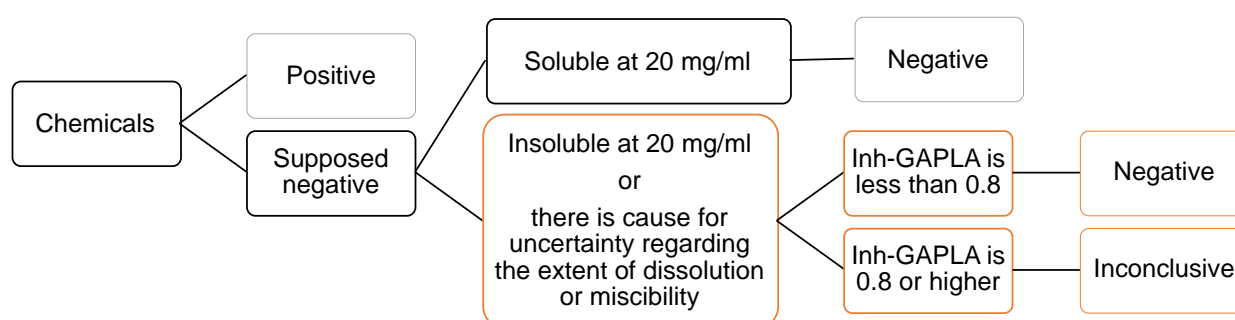 Chemicals
Positive
Supposed
negative
Soluble at 20 mg/ml
Negative
Insoluble at 20 mg/ml
or
there is cause for
uncertainty regarding
the extent of dissolution
or miscibility
Inh-GAPLA is
less than 0.8
Negative
Inh-GAPLA is
0.8 or higher
Inconclusive